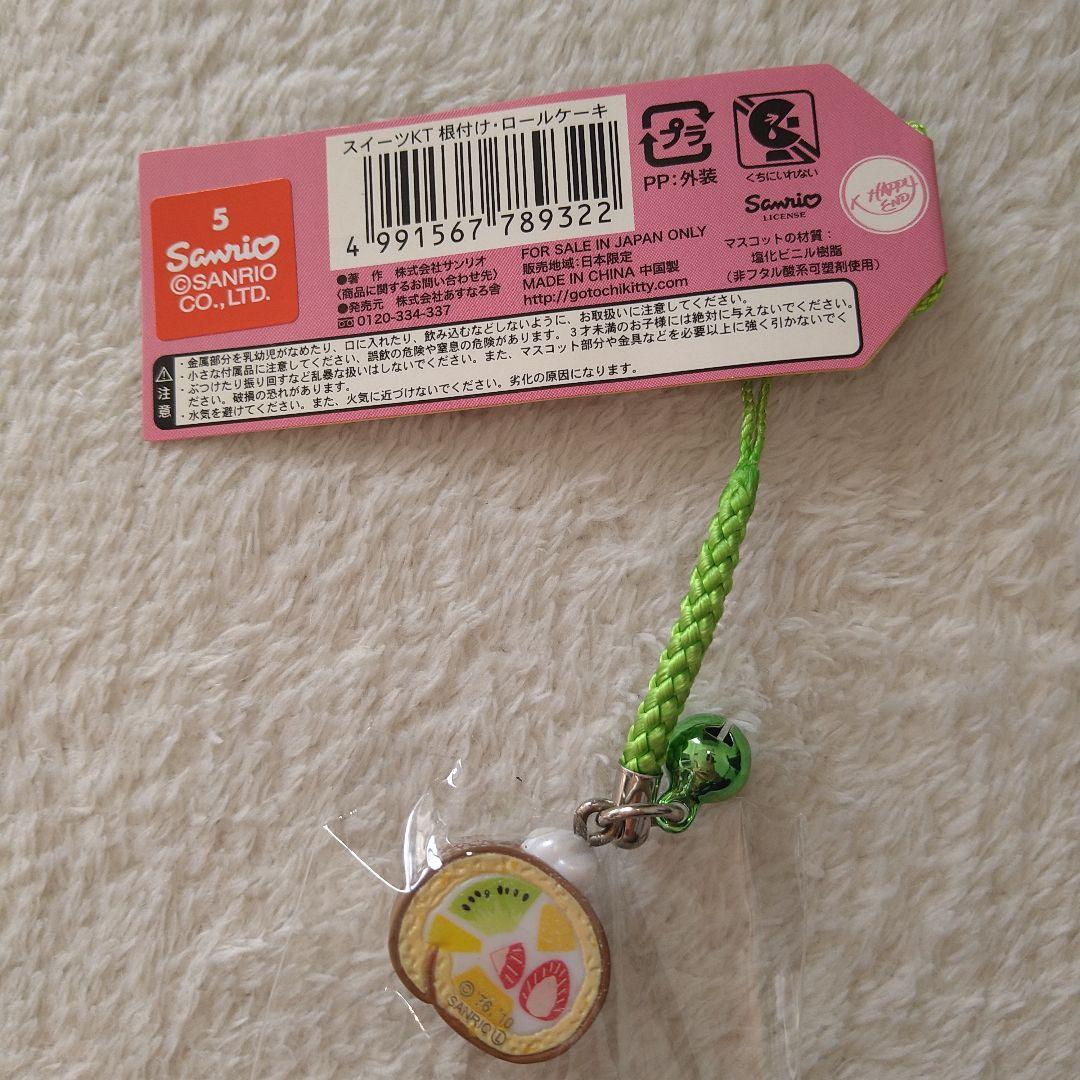 5
Sanrio
©SANRIO
CO., LTD.
スイーツKT 根付け・ロールケーキ
4 991567 789322
プラ
PP:外装
くちにいれない
Sanrio
LICENSE
HAPPY
END
●著 作 株式会社サンリオ
〈商品に関するお問い合わせ先〉
●発売元 株式会社あすなろ舎
0120-334-337
FOR SALE IN JAPAN ONLY
販売地域:日本限定
MADE IN CHINA 中国製
http://gotochikitty.com
マスコットの材質:
塩化ビニル樹脂
(非フタル酸系可塑剤使用)
注意
・金属部分を乳幼児がなめたり、口に入れたり、飲み込むなどしないように、お取扱いに注意してください。
・小さな付属品に注意してください。誤飲の危険や窒息の危険があります。3才未満のお子様には絶対に与えないでください。
・ぶつけたり振り回すなど乱暴な扱いはしないでください。また、マスコット部分や金具などを必要以上に強く引かないでく
ださい。破損の恐れがあります。
・水気を避けてください。また、火気に近づけないでください。劣化の原因になります。
© '76, '10
SANRIO Ⓛ